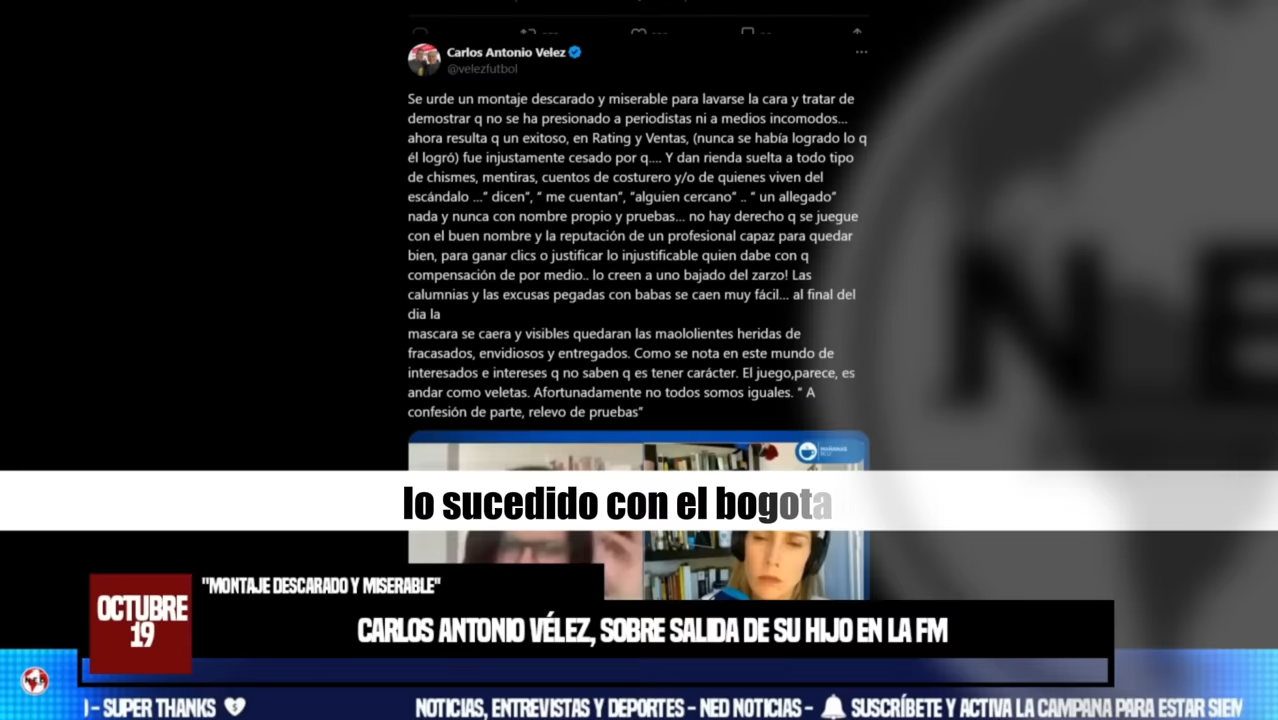 Carlos Antonio Velez
@velezfutbol
Se urde un montaje descarado y miserable para lavarse la cara y tratar de
demostrar q no se ha presionado a periodistas ni a medios incomodos...
ahora resulta q un exitoso, en Rating y Ventas, (nunca se había logrado lo q
él logró) fue injustamente cesado por q.... Y dan rienda suelta a todo tipo
de chismes, mentiras, cuentos de costurero y/o de quienes viven del
escándalo ..." dicen", " me cuentan", "alguien cercano" .. " un allegado"
nada y nunca con nombre propio y pruebas... no hay derecho q se juegue
con el buen nombre y la reputación de un profesional capaz para quedar
bien, para ganar clics o justificar lo injustificable quien dabe con q
compensación de por medio.. lo creen a uno bajado del zarzo! Las
calumnias y las excusas pegadas con babas se caen muy fácil... al final del
dia la
mascara se caera y visibles quedaran las maololientes heridas de
fracasados, envidiosos y entregados. Como se nota en este mundo de
interesados e intereses q no saben q es tener carácter. El juego,parece, es
andar como veletas. Afortunadamente no todos somos iguales. " A
confesión de parte, relevo de pruebas"
MAÑANAS
BLU
NE
lo sucedido con el bogota
OCTUBRE
19
"MONTAJE DESCARADO Y MISERABLE"
CARLOS ANTONIO VÉLEZ, SOBRE SALIDA DE SU HIJO EN LA FM
) - SUPER THANKS
NOTICIAS, ENTREVISTAS Y DEPORTES - NED NOTICIAS -
SUSCRÍBETE Y ACTIVA LA CAMPANA PARA ESTAR SIEM